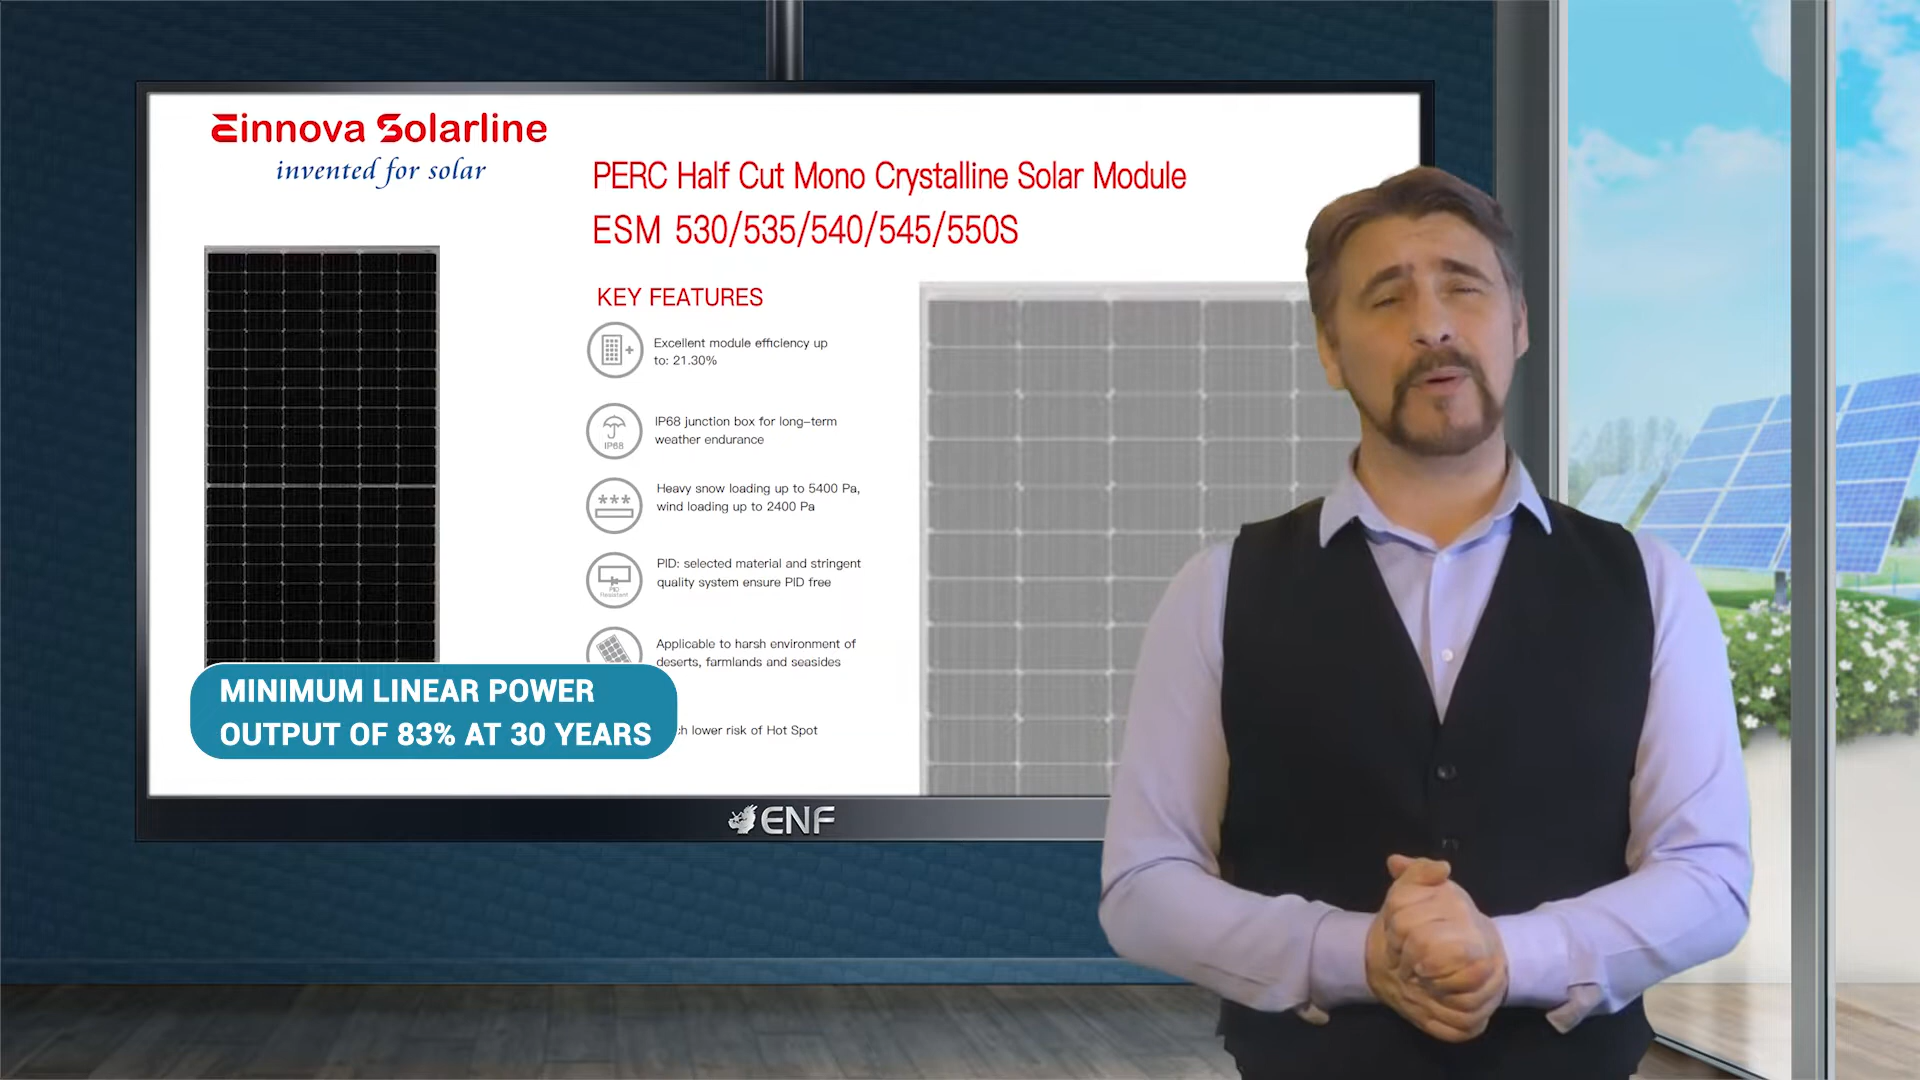 Einnova Solarline
invented for solar
PERC Half Cut Mono Crystalline Solar Module
ESM 530/535/540/545/550S
KEY FEATURES
Excellent module efficiency up
to: 21.30%
IP68 junction box for long-term
weather endurance
IP68
Heavy snow loading up to 5400 Pa,
wind loading up to 2400 Pa
PID: selected material and stringent
quality system ensure PID free
PID
Resistant
Applicable to harsh environment of
deserts, farmlands and seasides
lower risk of Hot Spot
MINIMUM LINEAR POWER
OUTPUT OF 83% AT 30 YEARS
ENF